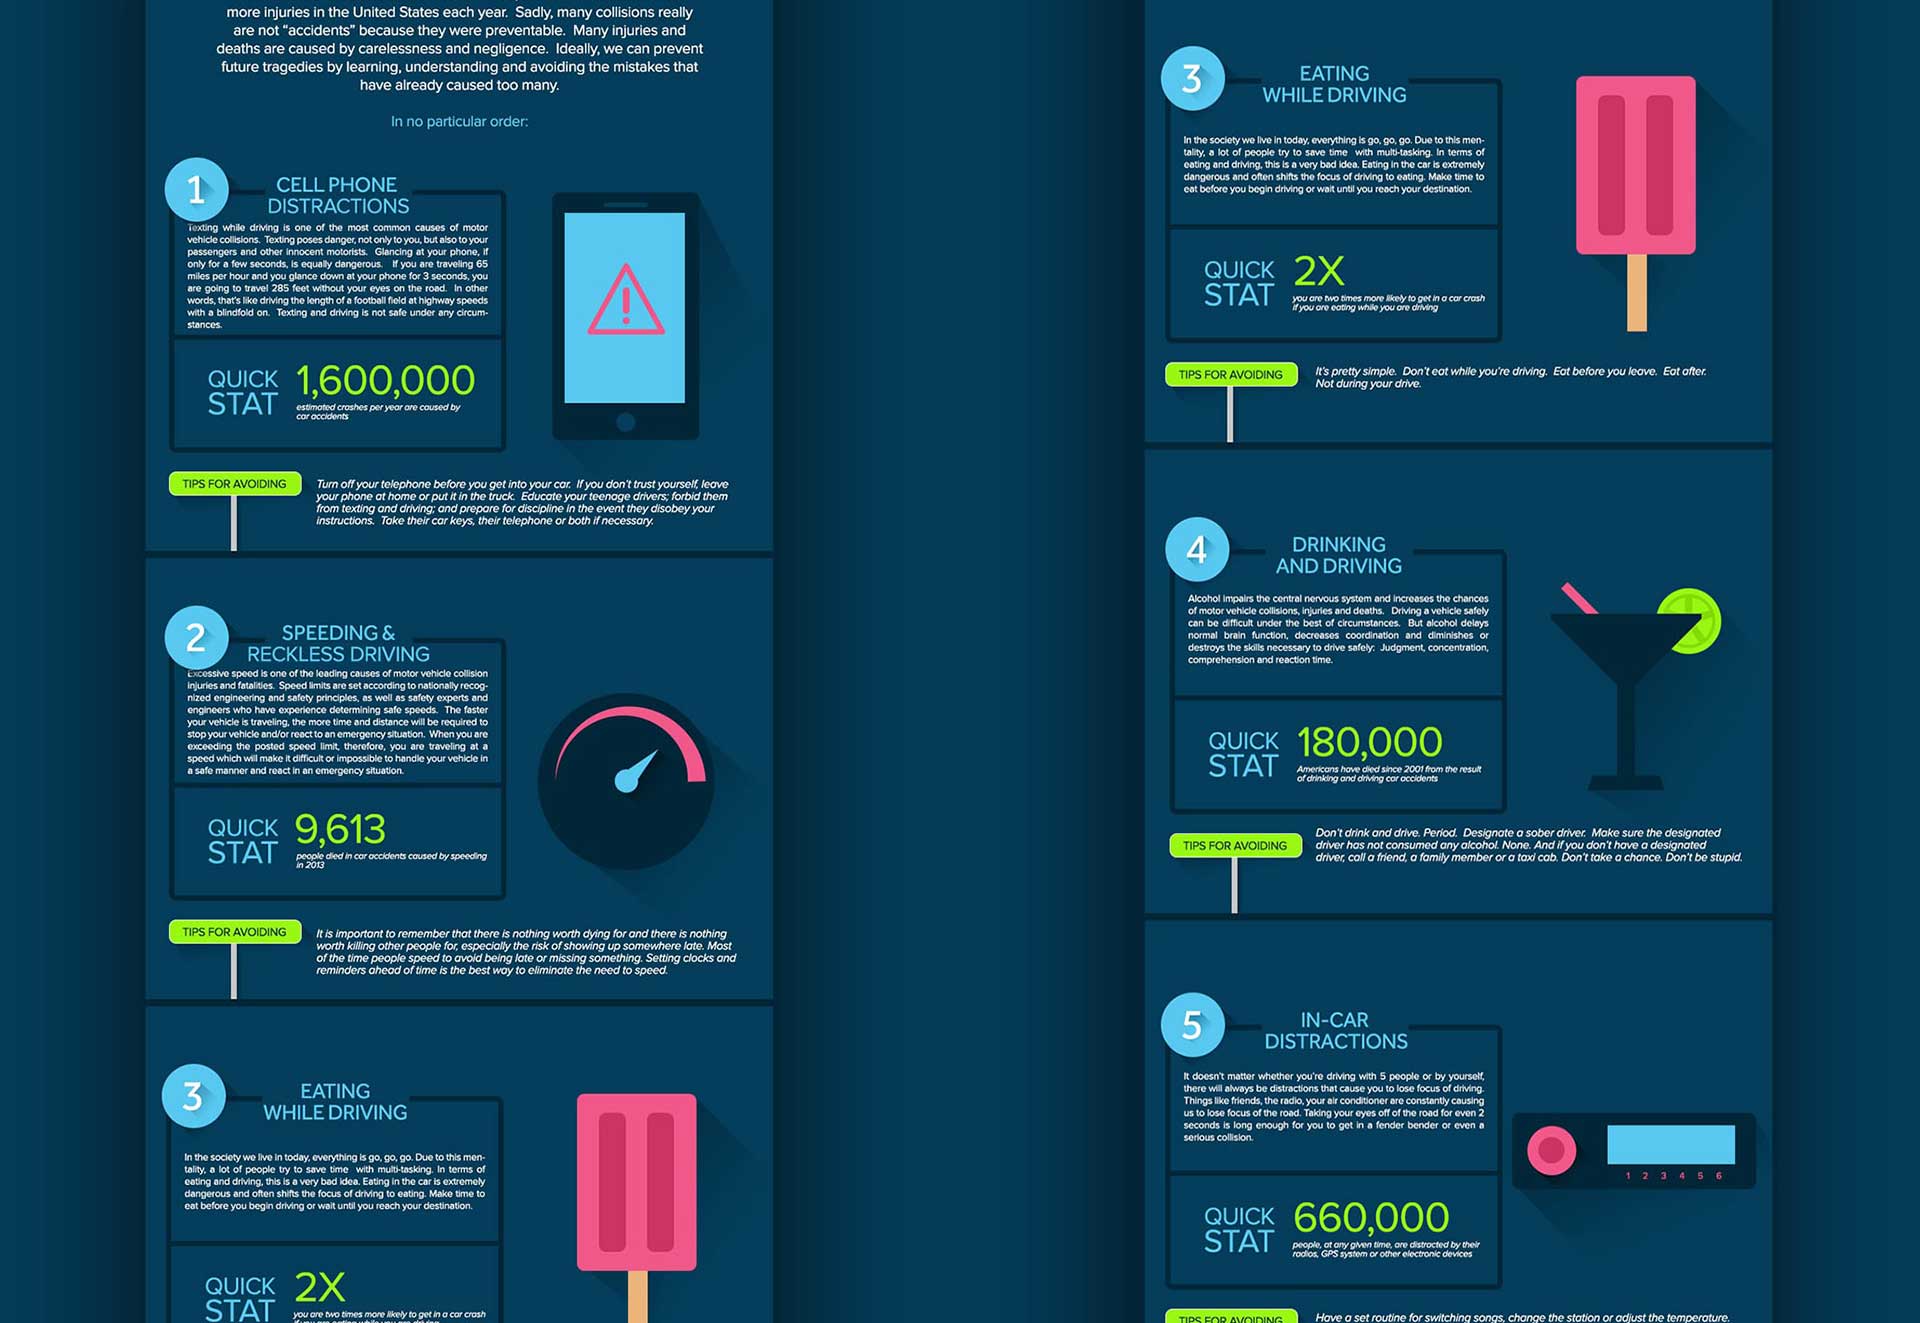 more injuries in the United States each year. Sadly, many collisions really
are not “accidents” because they were preventable. Many injuries and
deaths are caused by carelessness and negligence. Ideally, we can prevent
future tragedies by learning, understanding and avoiding the mistakes that
have already caused too many.
In no particular order:
1
CELL PHONE
DISTRACTIONS
Texting while driving is one of the most common causes of motor
vehicle collisions. Texting poses danger, not only to you, but also to your
passengers and other innocent motorists. Glancing at your phone, if
only for a few seconds, is equally dangerous. If you are traveling 65
miles per hour and you glance down at your phone for 3 seconds, you
are going to travel 285 feet without your eyes on the road. In other
words, that's like driving the length of a football field at highway speeds
with a blindfold on. Texting and driving is not safe under any circum-
stances.
QUICK
STAT
1,600,000
estimated crashes per year are caused by
car accidents
TIPS FOR AVOIDING
Turn off your telephone before you get into your car. If you don't trust yourself, leave
your phone at home or put it in the truck. Educate your teenage drivers; forbid them
from texting and driving; and prepare for discipline in the event they disobey your
instructions. Take their car keys, their telephone or both if necessary.
2
SPEEDING &
RECKLESS DRIVING
Excessive speed is one of the leading causes of motor vehicle collision
injuries and fatalities. Speed limits are set according to nationally recog-
nized engineering and safety principles, as well as safety experts and
engineers who have experience determining safe speeds. The faster
your vehicle is traveling, the more time and distance will be required to
stop your vehicle and/or react to an emergency situation. When you are
exceeding the posted speed limit, therefore, you are traveling at a
speed which will make it difficult or impossible to handle your vehicle in
a safe manner and react in an emergency situation.
QUICK
STAT
9,613
people died in car accidents caused by speeding
in 2013
TIPS FOR AVOIDING
It is important to remember that there is nothing worth dying for and there is nothing
worth killing other people for, especially the risk of showing up somewhere late. Most
of the time people speed to avoid being late or missing something. Setting clocks and
reminders ahead of time is the best way to eliminate the need to speed.
3
EATING
WHILE DRIVING
In the society we live in today, everything is go, go, go. Due to this men-
tality, a lot of people try to save time with multi-tasking. In terms of
eating and driving, this is a very bad idea. Eating in the car is extremely
dangerous and often shifts the focus of driving to eating. Make time to
eat before you begin driving or wait until you reach your destination.
QUICK
STAT
2X
you are two times more likely to get in a car crash
if you are eating while you are driving
3
EATING
WHILE DRIVING
In the society we live in today, everything is go, go, go. Due to this men-
tality, a lot of people try to save time with multi-tasking. In terms of
eating and driving, this is a very bad idea. Eating in the car is extremely
dangerous and often shifts the focus of driving to eating. Make time to
eat before you begin driving or wait until you reach your destination.
QUICK
STAT
2X
you are two times more likely to get in a car crash
if you are eating while you are driving
TIPS FOR AVOIDING
It's pretty simple. Don't eat while you're driving. Eat before you leave. Eat after.
Not during your drive.
4
DRINKING
AND DRIVING
Alcohol impairs the central nervous system and increases the chances
of motor vehicle collisions, injuries and deaths. Driving a vehicle safely
can be difficult under the best of circumstances. But alcohol delays
normal brain function, decreases coordination and diminishes or
destroys the skills necessary to drive safely: Judgment, concentration,
comprehension and reaction time.
QUICK
STAT
180,000
Americans have died since 2001 from the result
of drinking and driving car accidents
TIPS FOR AVOIDING
Don't drink and drive. Period. Designate a sober driver. Make sure the designated
driver has not consumed any alcohol. None. And if you don't have a designated
driver, call a friend, a family member or a taxi cab. Don't take a chance. Don't be stupid.
5
IN-CAR
DISTRACTIONS
It doesn't matter whether you're driving with 5 people or by yourself,
there will always be distractions that cause you to lose focus of driving.
Things like friends, the radio, your air conditioner are constantly causing
us to lose focus of the road. Taking your eyes off of the road for even 2
seconds is long enough for you to get in a fender bender or even a
serious collision.
1 2 3 4 5 6
QUICK
STAT
660,000
people, at any given time, are distracted by their
radios, GPS system or other electronic devices
TIPS FOR AVOIDING
Have a set routine for switching songs, change the station or adjust the temperature.